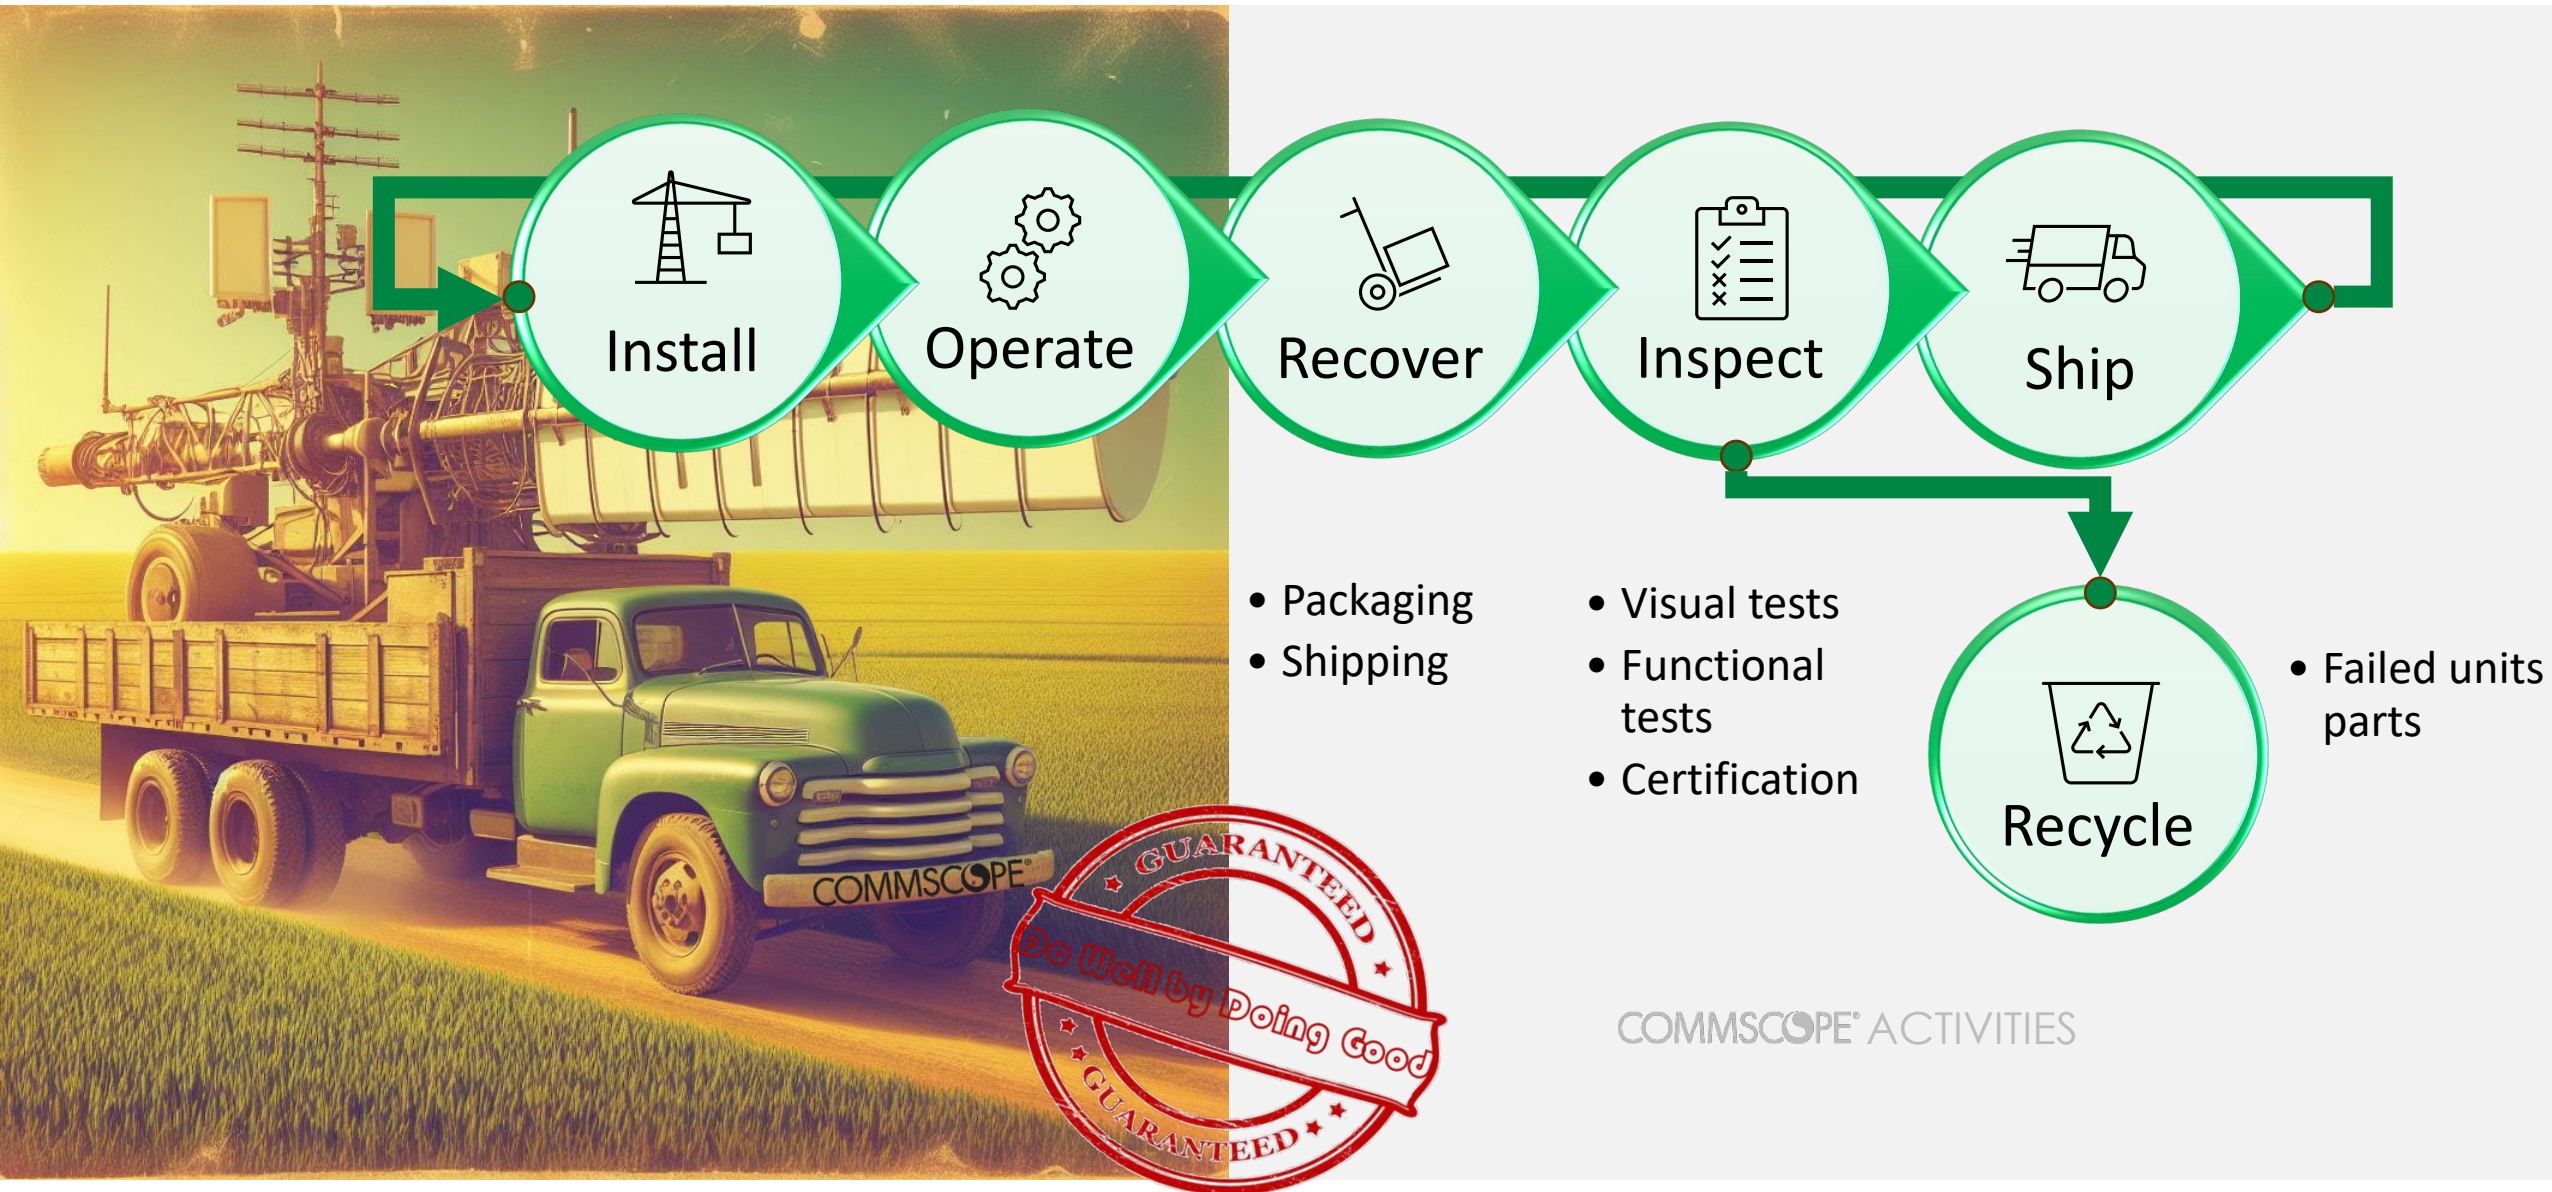 Install
Operate
Recover
Inspect
Ship
• Packaging
• Shipping
• Visual tests
• Functional
tests
• Certification
Recycle
• Failed units
parts
COMMSCOPE®
GUARANTEED
Do Well by Doing Good
GUARANTEED
COMMSCOPE® ACTIVITIES